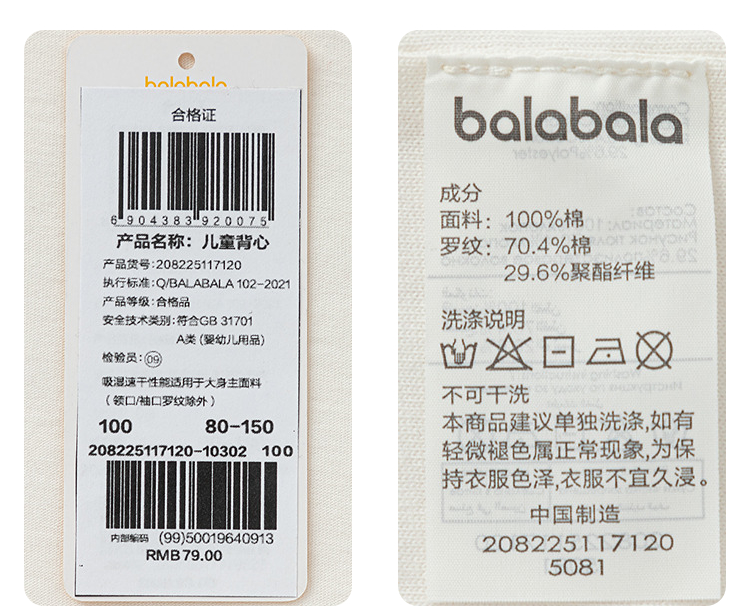 balabala
合格证
6 904383 920075
产品名称：儿童背心
产品货号：208225117120
执行标准：Q/BALABALA 102-2021
产品等级：合格品
安全技术类别：符合GB 31701
A类（婴幼儿用品）
检验员：09
吸湿速干性能适用于大身主面料
（领口/袖口罗纹除外）
100 80-150
208225117120-10302 100
内部编码 (99)50019640913
RMB79.00
balabala
成分
面料：100%棉
罗纹：70.4%棉
29.6%聚酯纤维
洗涤说明
不可干洗
本商品建议单独洗涤,如有
轻微褪色属正常现象,为保
持衣服色泽,衣服不宜久浸。
中国制造
208225117120
5081